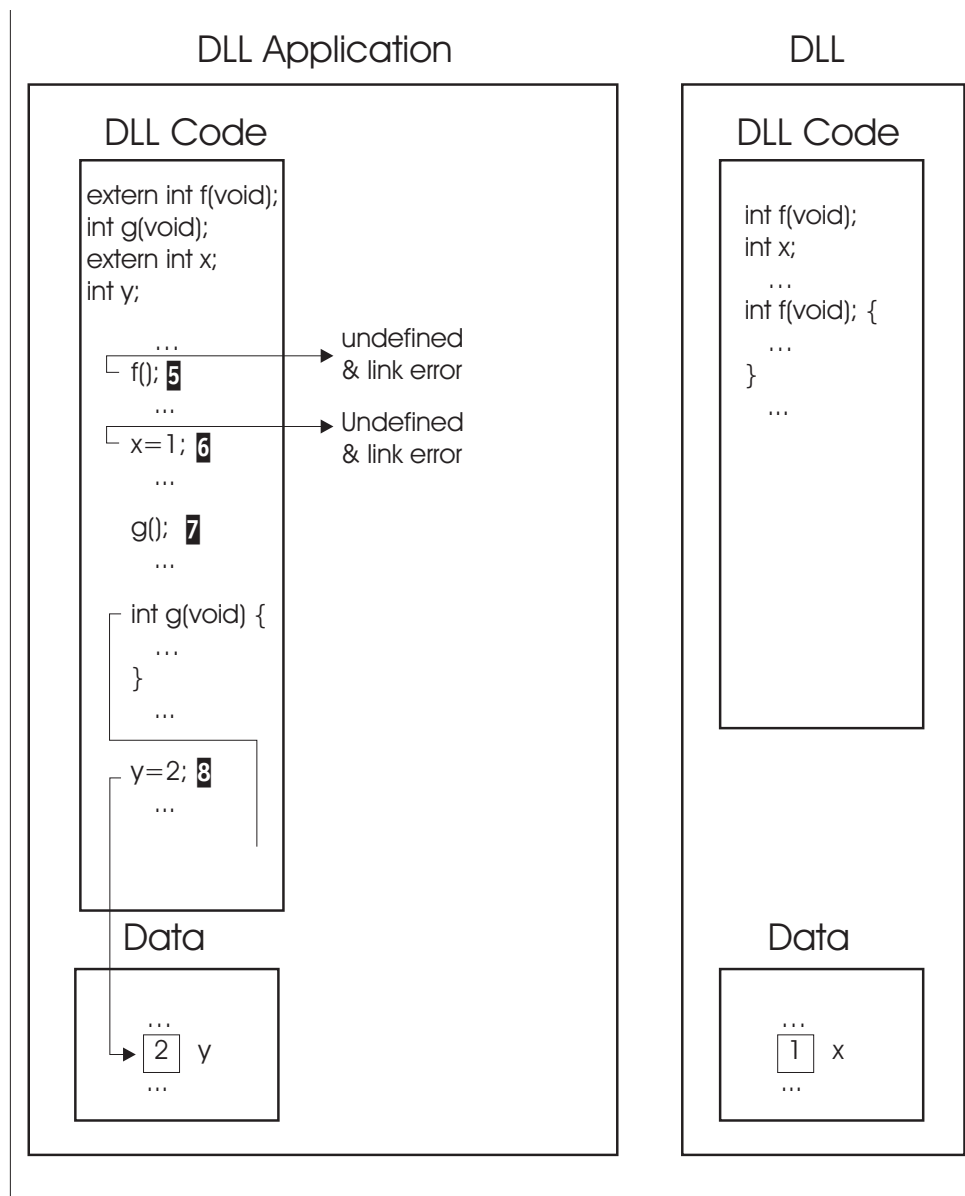 DLL Application
DLL Code
extern int f(void);
int g(void);
extern int x;
int y;
...
f(); 5
...
x=1; 6
...
g(); 7
...
int g(void) {
...
}
...
y=2; 8
...
undefined
& link error
Undefined
& link error
Data
...
2 y
...
DLL
DLL Code
int f(void);
int x;
...
int f(void); {
...
}
...
Data
...
1 x
...